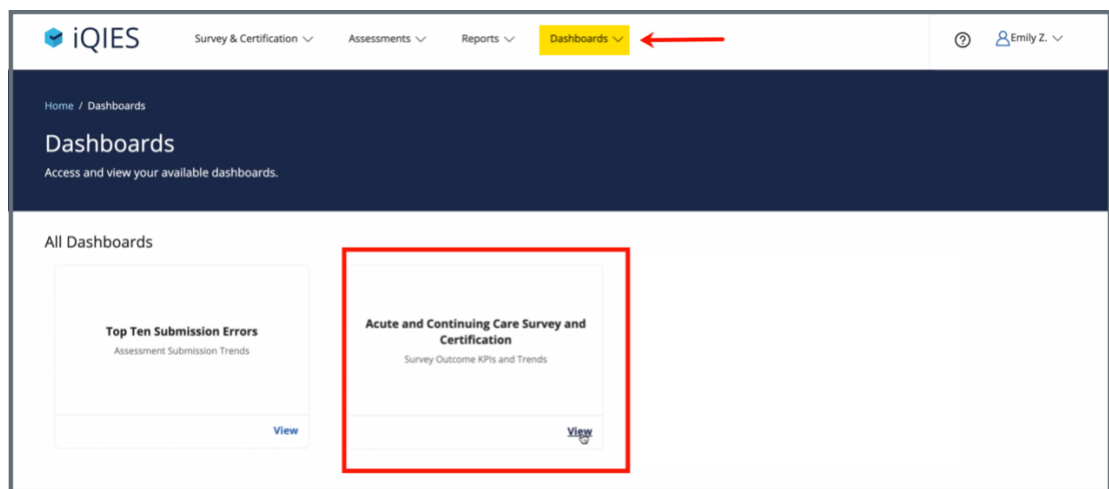 iQIES Survey & Certification Assessments Reports Dashboards Emily Z.
Home / Dashboards
Dashboards
Access and view your available dashboards.
All Dashboards
Top Ten Submission Errors
Assessment Submission Trends
View
Acute and Continuing Care Survey and
Certification
Survey Outcome KPIs and Trends
View